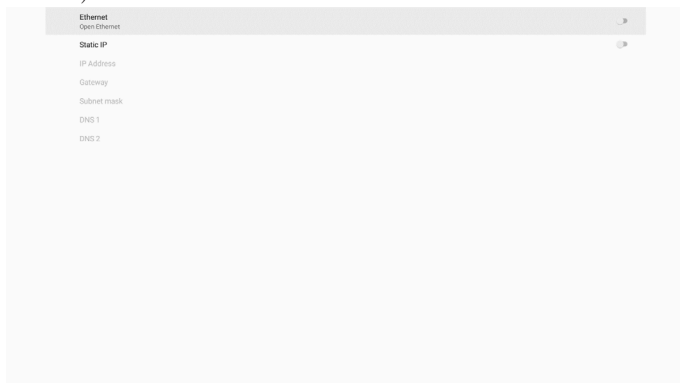 Ethernet
Open Ethernet
Static IP
IP Address
Gateway
Subnet mask
DNS 1
DNS 2